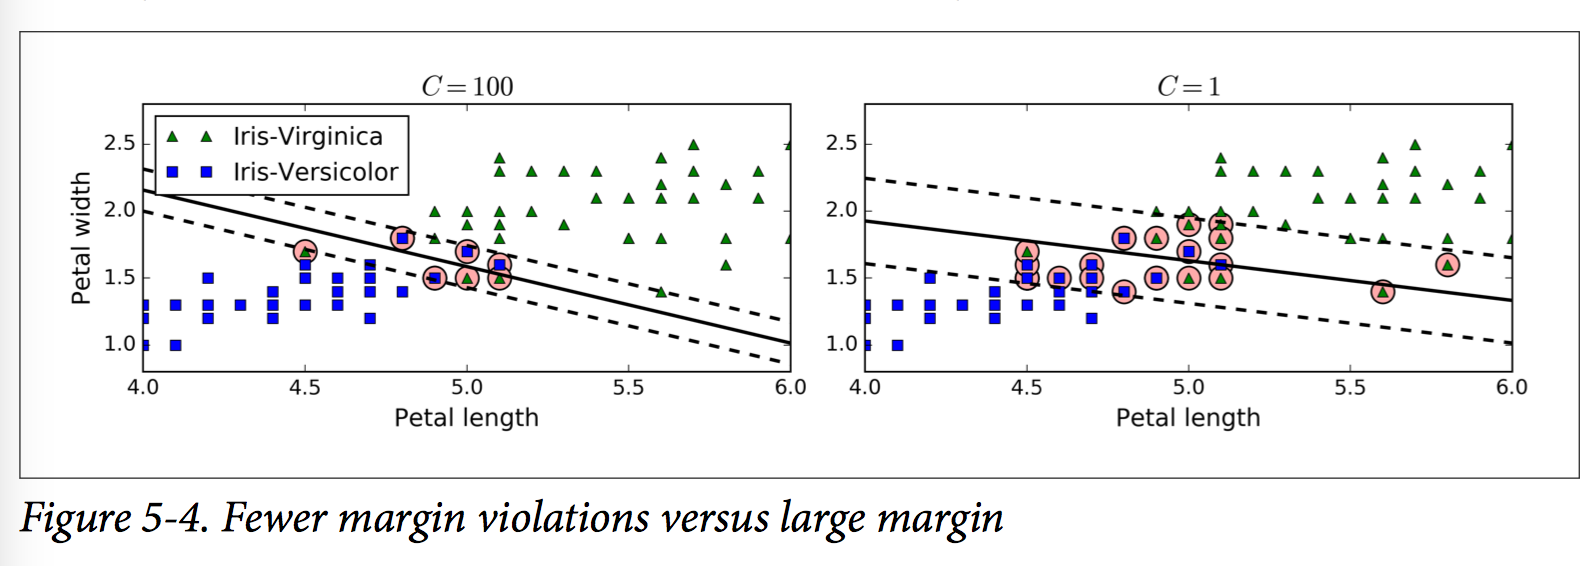 C = 100
Iris-Virginica
Iris-Versicolor
Petal width
2.5
2.0
1.5
1.0
4.0 4.5 5.0 5.5 6.0
Petal length
C = 1
2.5
2.0
1.5
1.0
4.0 4.5 5.0 5.5 6.0
Petal length
Figure 5-4. Fewer margin violations versus large margin